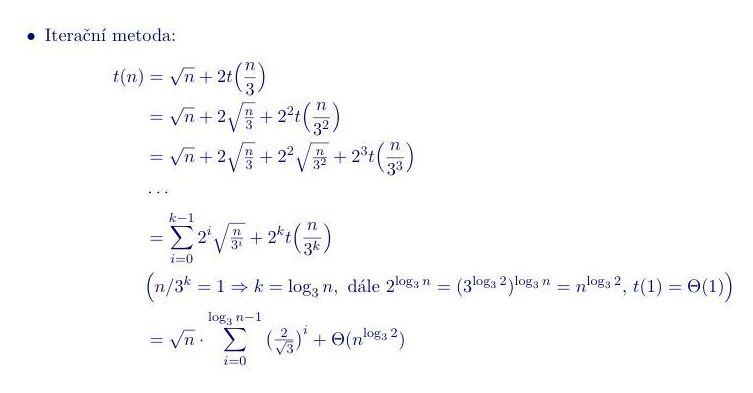 • Iterační metoda:
t(n) = √n + 2t(n/3)
= √n + 2√(n/3) + 2²t(n/3²)
= √n + 2√(n/3) + 2²√(n/3²) + 2³t(n/3³)
...
= ∑_{i=0}^{k−1} 2^i √(n/3^i) + 2^k t(n/3^k)
(n/3^k = 1 ⇒ k = log₃ n, dále 2^{log₃ n} = (3^{log₃ 2})^{log₃ n} = n^{log₃ 2}, t(1) = Θ(1))
= √n · ∑_{i=0}^{log₃ n−1} (2/√3)^i + Θ(n^{log₃ 2})